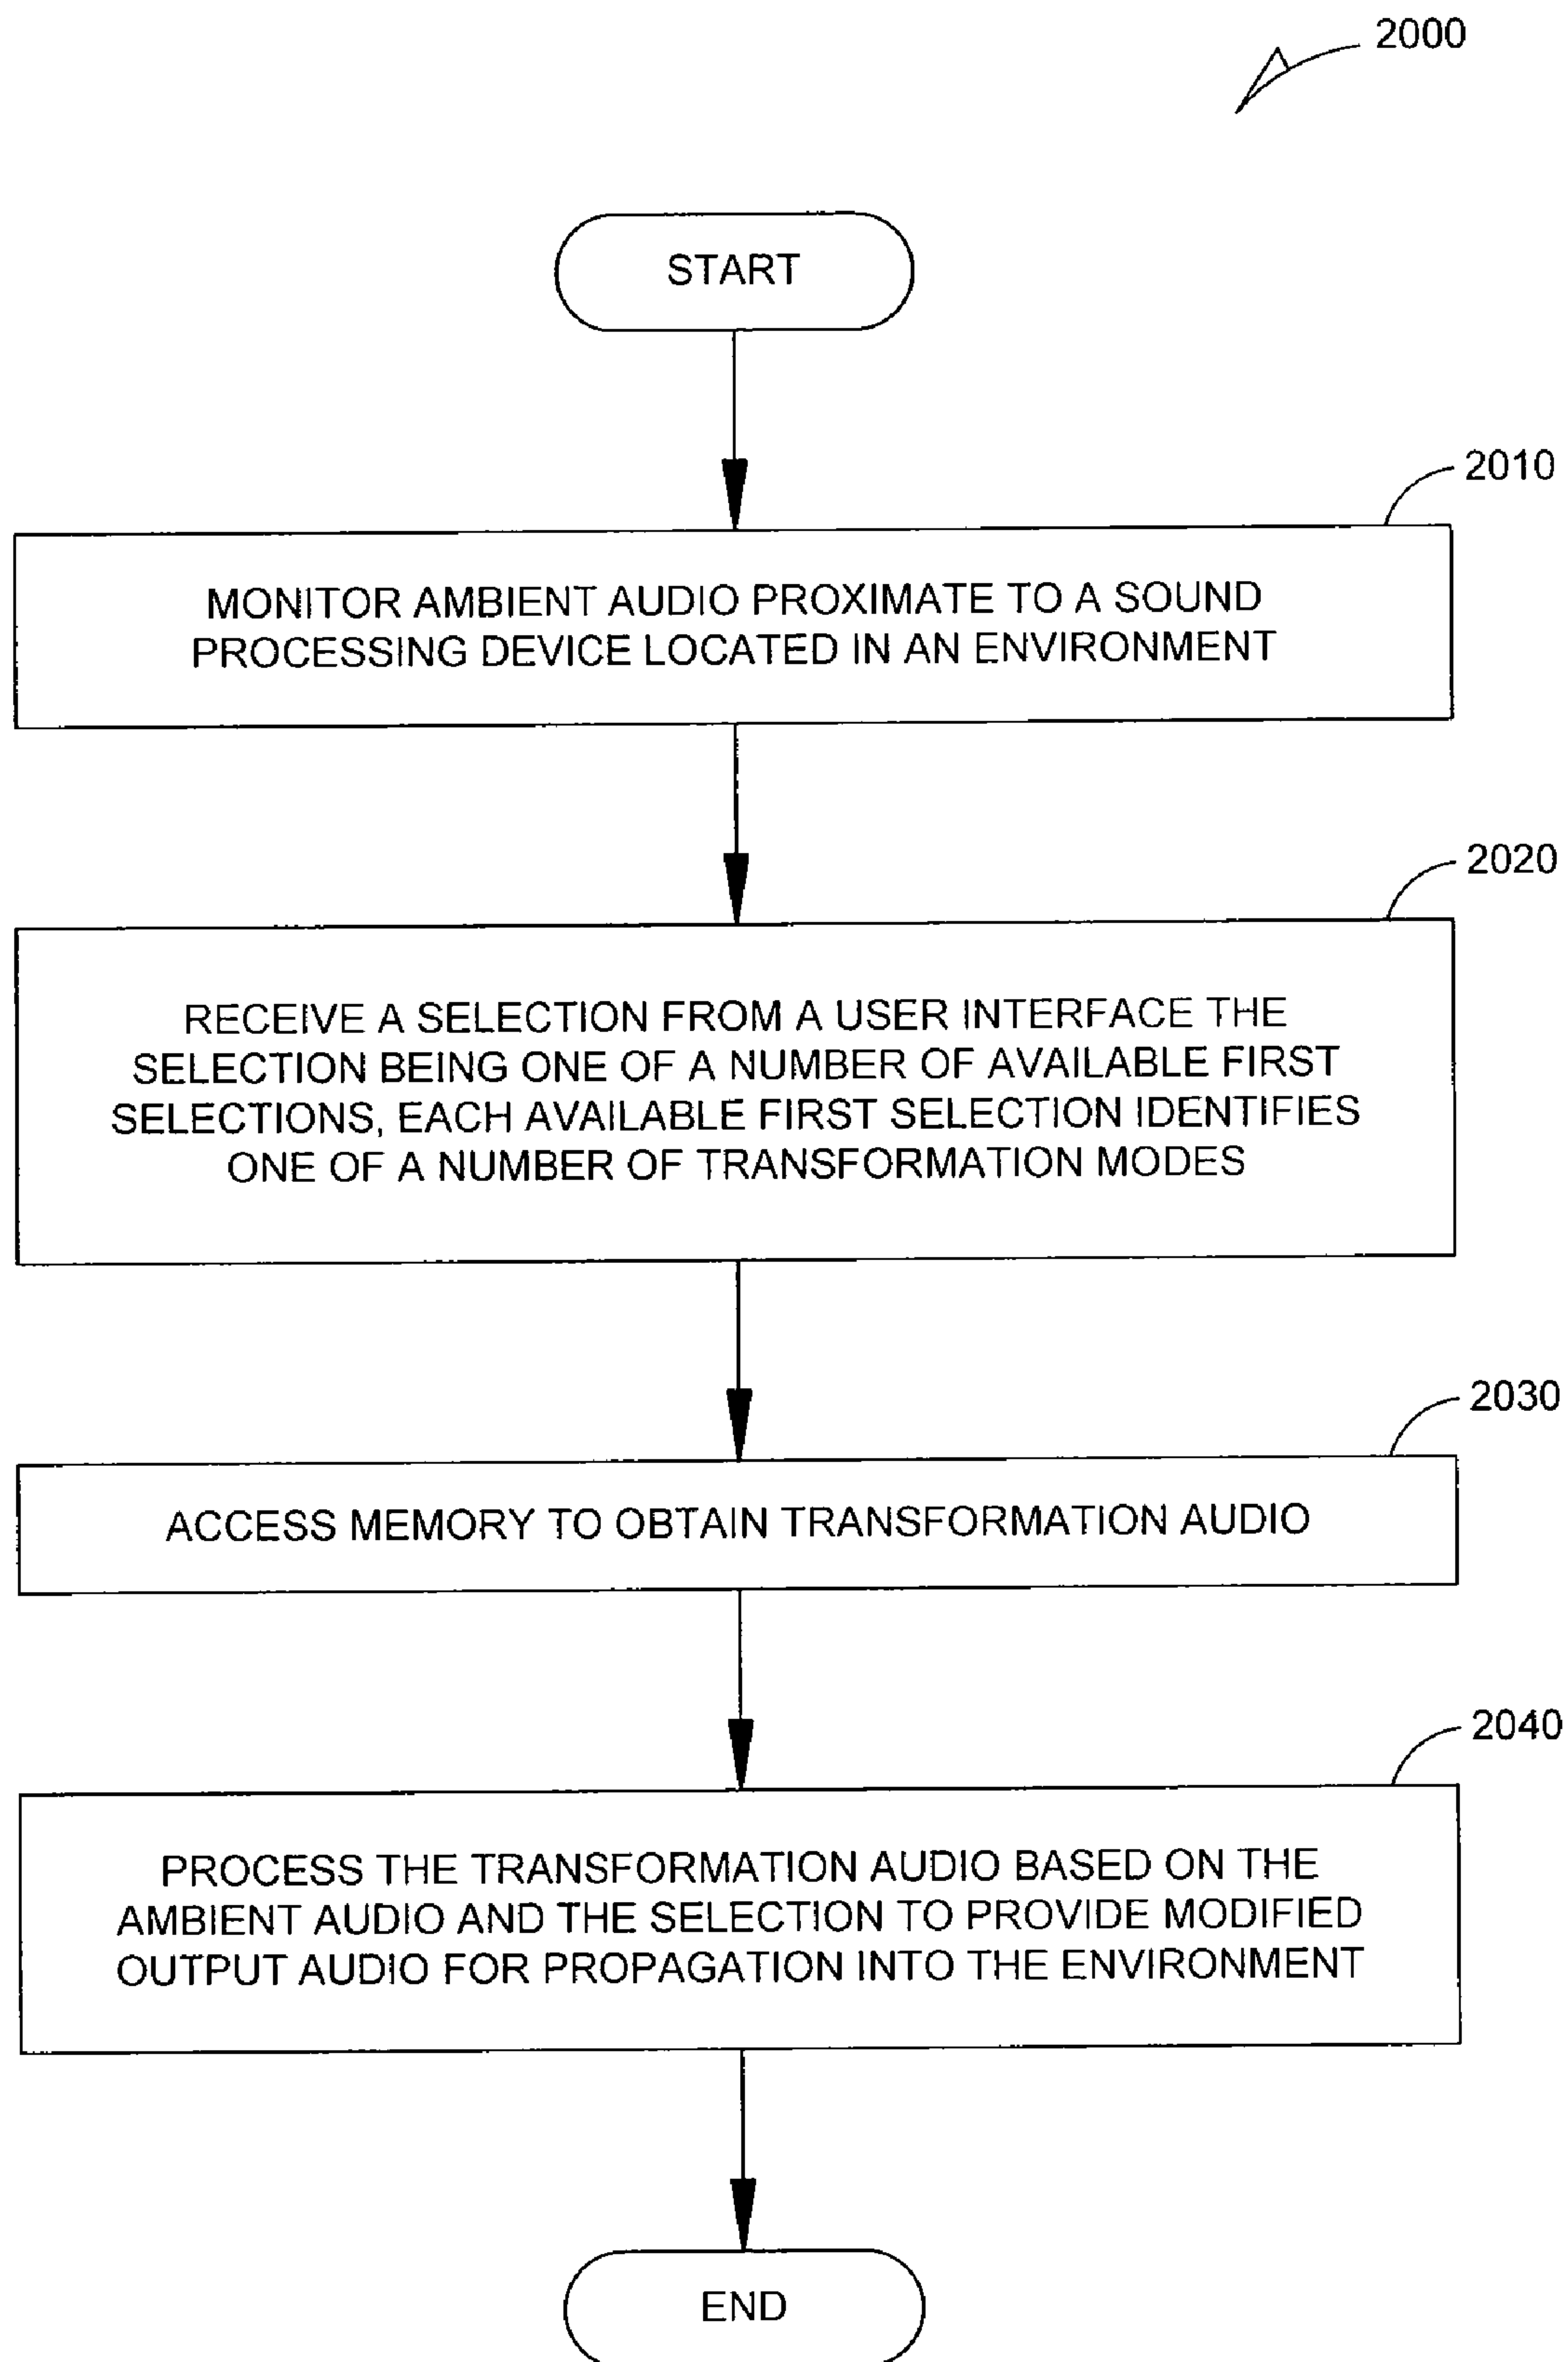 2000
START
2010
MONITOR AMBIENT AUDIO PROXIMATE TO A SOUND
PROCESSING DEVICE LOCATED IN AN ENVIRONMENT
2020
RECEIVE A SELECTION FROM A USER INTERFACE THE
SELECTION BEING ONE OF A NUMBER OF AVAILABLE FIRST
SELECTIONS, EACH AVAILABLE FIRST SELECTION IDENTIFIES
ONE OF A NUMBER OF TRANSFORMATION MODES
2030
ACCESS MEMORY TO OBTAIN TRANSFORMATION AUDIO
2040
PROCESS THE TRANSFORMATION AUDIO BASED ON THE
AMBIENT AUDIO AND THE SELECTION TO PROVIDE MODIFIED
OUTPUT AUDIO FOR PROPAGATION INTO THE ENVIRONMENT
END